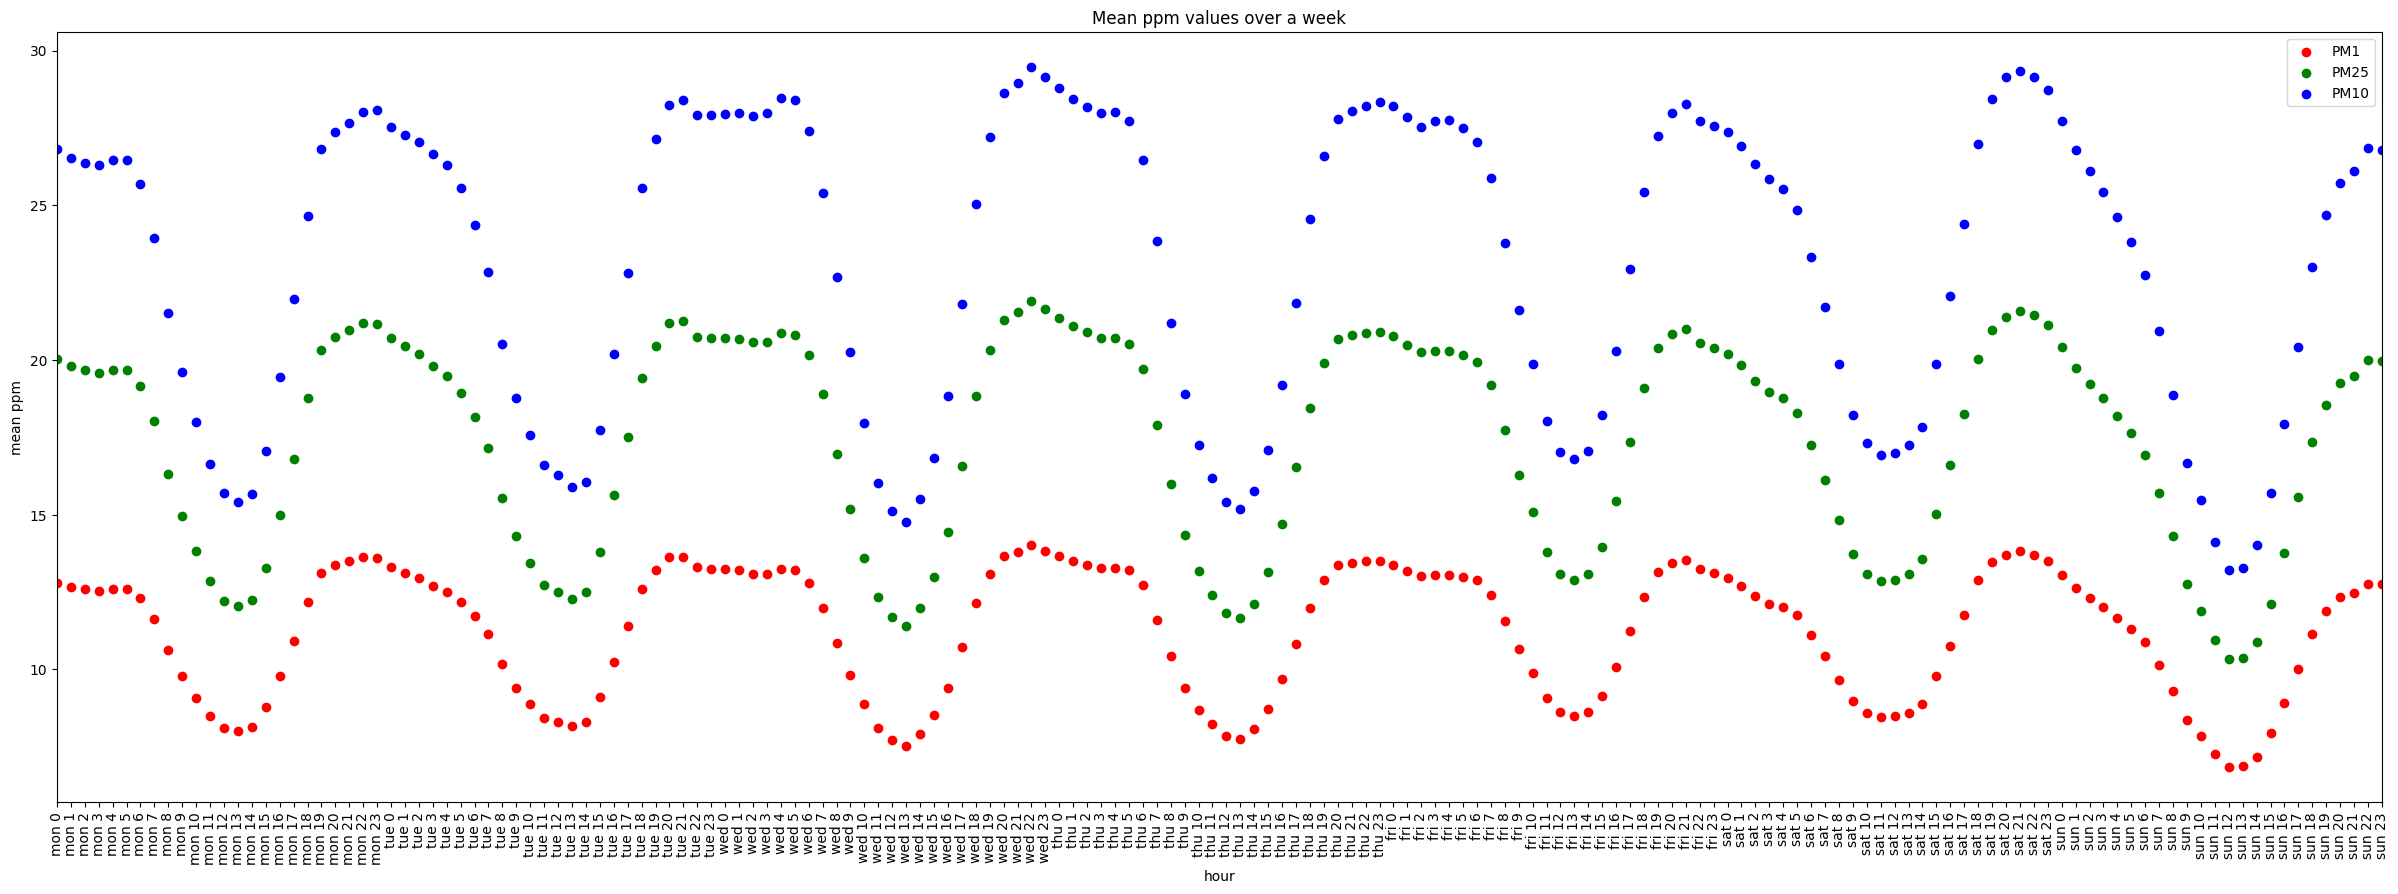 Mean ppm values over a week
PM1
PM25
PM10
30
25
20
15
10
mean ppm
mon 0
mon 1
mon 2
mon 3
mon 4
mon 5
mon 6
mon 7
mon 8
mon 9
mon 10
mon 11
mon 12
mon 13
mon 14
mon 15
mon 16
mon 17
mon 18
mon 19
mon 20
mon 21
mon 22
mon 23
tue 0
tue 1
tue 2
tue 3
tue 4
tue 5
tue 6
tue 7
tue 8
tue 9
tue 10
tue 11
tue 12
tue 13
tue 14
tue 15
tue 16
tue 17
tue 18
tue 19
tue 20
tue 21
tue 22
tue 23
wed 0
wed 1
wed 2
wed 3
wed 4
wed 5
wed 6
wed 7
wed 8
wed 9
wed 10
wed 11
wed 12
wed 13
wed 14
wed 15
wed 16
wed 17
wed 18
wed 19
wed 20
wed 21
wed 22
wed 23
thu 0
thu 1
thu 2
thu 3
thu 4
thu 5
thu 6
thu 7
thu 8
thu 9
thu 10
thu 11
thu 12
thu 13
thu 14
thu 15
thu 16
thu 17
thu 18
thu 19
thu 20
thu 21
thu 22
thu 23
fri 0
fri 1
fri 2
fri 3
fri 4
fri 5
fri 6
fri 7
fri 8
fri 9
fri 10
fri 11
fri 12
fri 13
fri 14
fri 15
fri 16
fri 17
fri 18
fri 19
fri 20
fri 21
fri 22
fri 23
sat 0
sat 1
sat 2
sat 3
sat 4
sat 5
sat 6
sat 7
sat 8
sat 9
sat 10
sat 11
sat 12
sat 13
sat 14
sat 15
sat 16
sat 17
sat 18
sat 19
sat 20
sat 21
sat 22
sat 23
sun 0
sun 1
sun 2
sun 3
sun 4
sun 5
sun 6
sun 7
sun 8
sun 9
sun 10
sun 11
sun 12
sun 13
sun 14
sun 15
sun 16
sun 17
sun 18
sun 19
sun 20
sun 21
sun 22
sun 23
hour